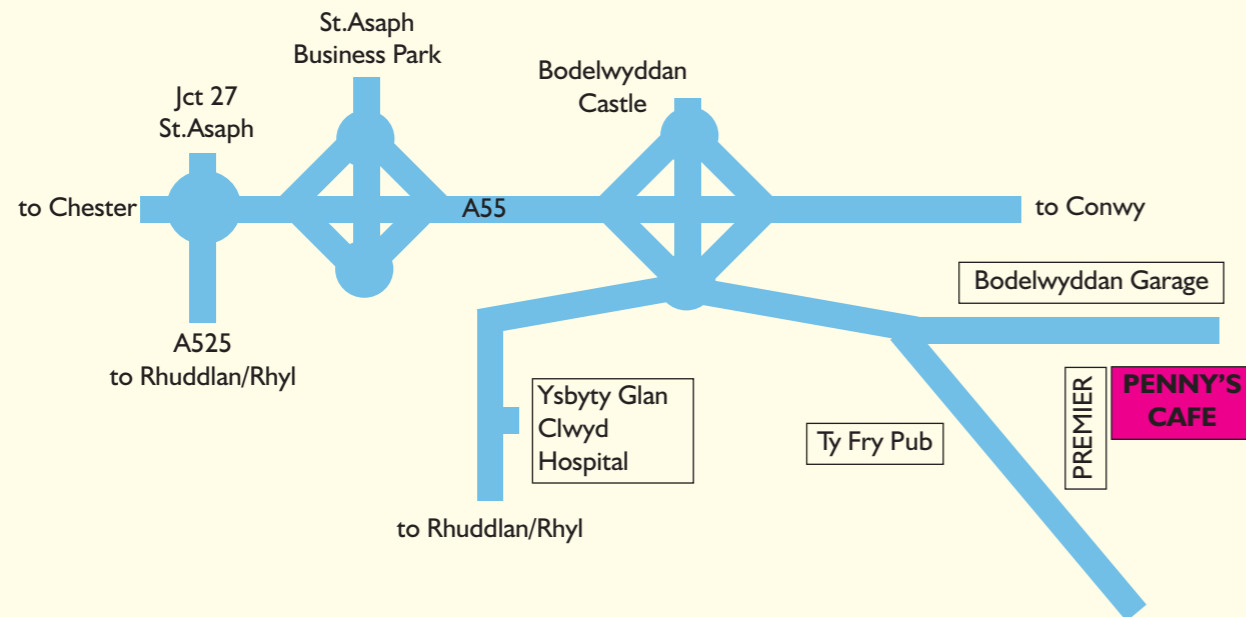 St.Asaph
Business Park
Bodelwyddan
Castle
Jct 27
St.Asaph
to Chester
A55
to Conwy
Bodelwyddan Garage
A525
to Rhuddlan/Rhyl
Ysbyty Glan
Clwyd
Hospital
Ty Fry Pub
PREMIER
PENNY'S
CAFE
to Rhuddlan/Rhyl